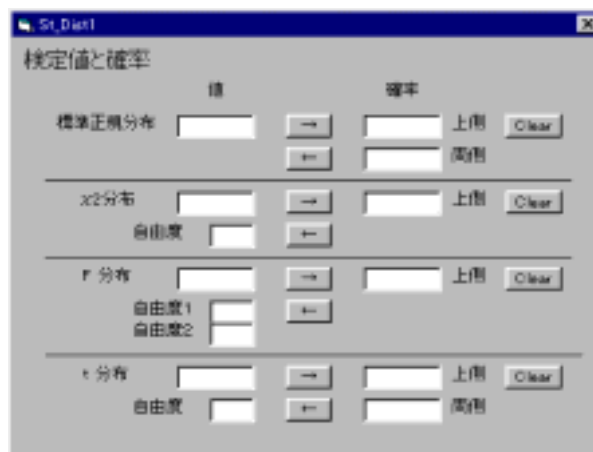 St_Dist1
検定値と確率
値 確率
標準正規分布 → 上側 Clear
← 両側
χ2分布 → 上側 Clear
自由度 ←
F 分布 → 上側 Clear
自由度1 ←
自由度2
t 分布 → 上側 Clear
自由度 ← 両側